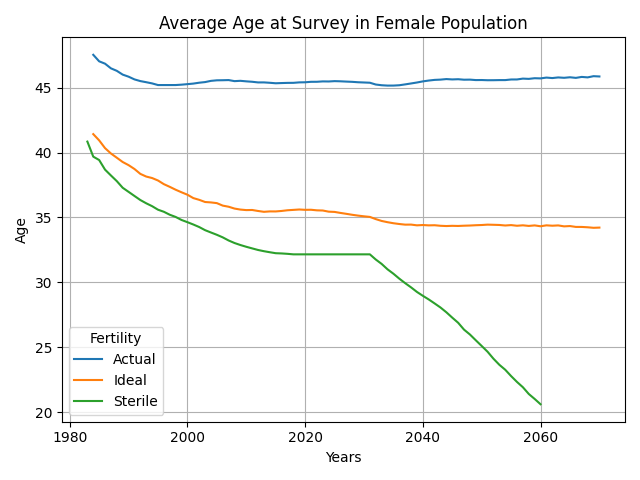 Average Age at Survey in Female Population
Age
45
40
35
30
25
20
Fertility
Actual
Ideal
Sterile
1980
2000
2020
2040
2060
Years